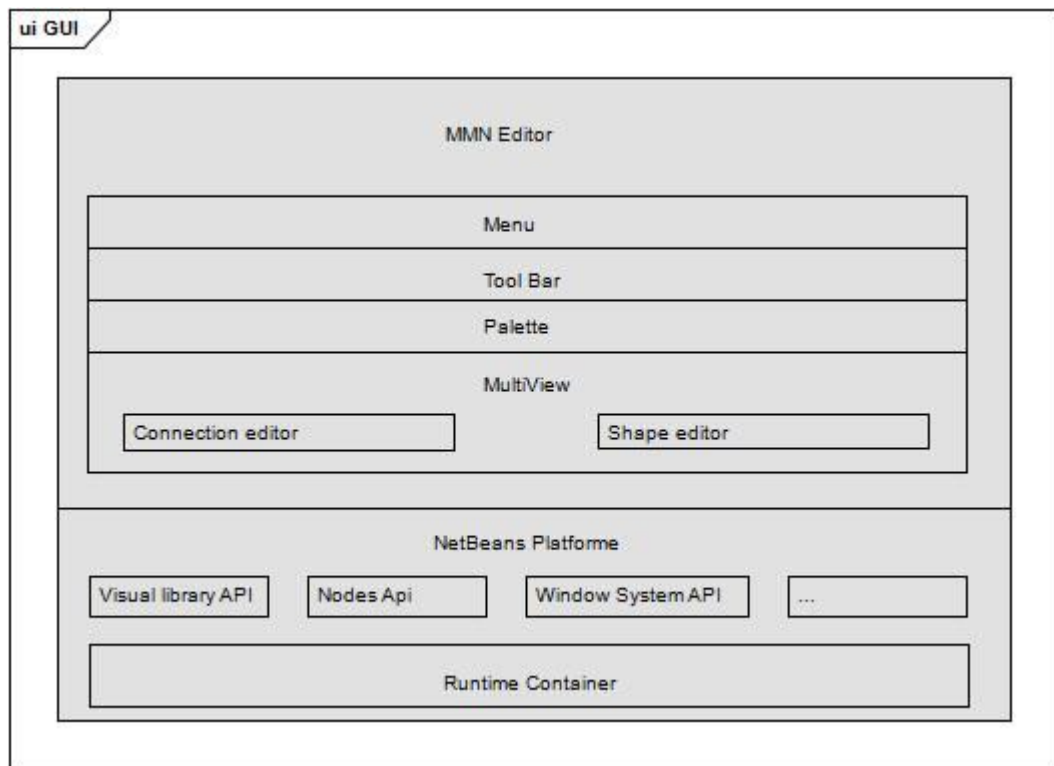 ui GUI
MMN Editor
Menu
Tool Bar
Palette
MultiView
Connection editor
Shape editor
NetBeans Platforme
Visual library API
Nodes Api
Window System API
...
Runtime Container